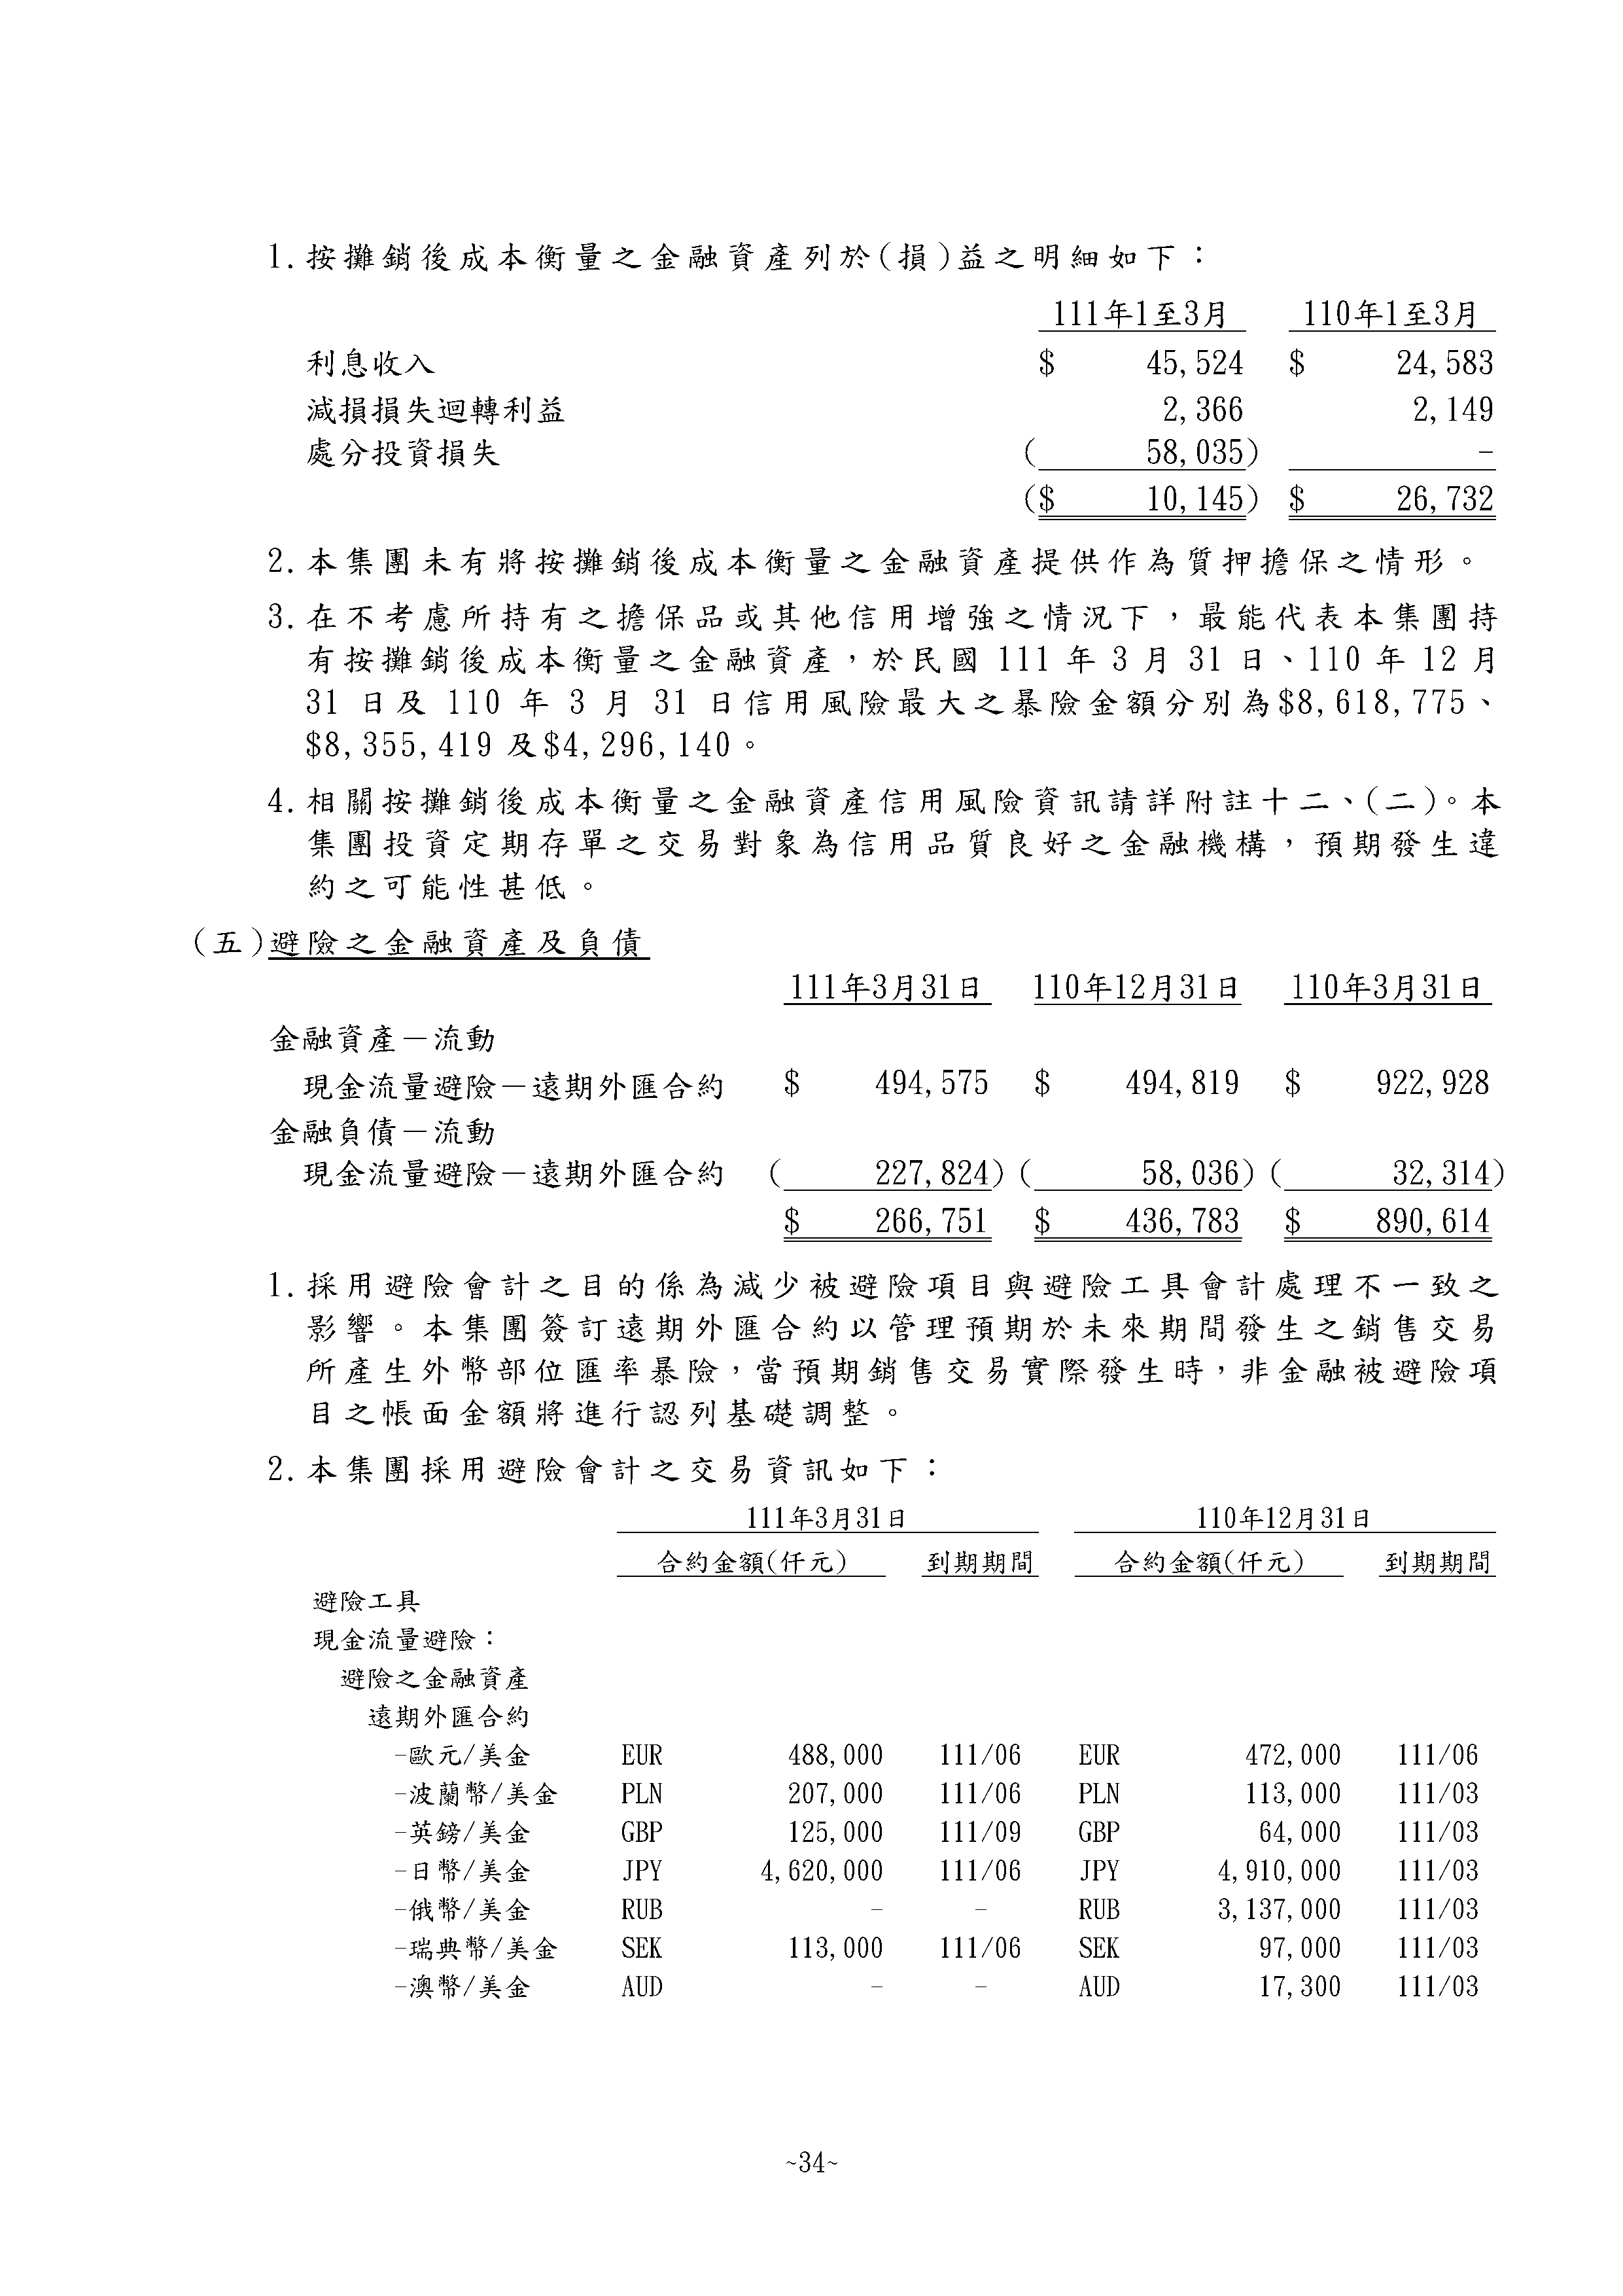 1.按攤銷後成本衡量之金融資產列於(損)益之明細如下：
111年1至3月 110年1至3月
利息收入 $ 45,524 $ 24,583
減損損失迴轉利益 2,366 2,149
處分投資損失 ( 58,035) -
($ 10,145) $ 26,732
2.本集團未有將按攤銷後成本衡量之金融資產提供作為質押擔保之情形。
3.在不考慮所持有之擔保品或其他信用增強之情況下，最能代表本集團持
有按攤銷後成本衡量之金融資產，於民國 111 年 3 月 31 日、110 年 12 月
31 日及 110 年 3 月 31 日信用風險最大之暴險金額分別為$8,618,775、
$8,355,419 及$4,296,140。
4.相關按攤銷後成本衡量之金融資產信用風險資訊請詳附註十二、(二)。本
集團投資定期存單之交易對象為信用品質良好之金融機構，預期發生違
約之可能性甚低。
(五)避險之金融資產及負債
111年3月31日 110年12月31日 110年3月31日
金融資產－流動
現金流量避險－遠期外匯合約 $ 494,575 $ 494,819 $ 922,928
金融負債－流動
現金流量避險－遠期外匯合約 ( 227,824) ( 58,036) ( 32,314)
$ 266,751 $ 436,783 $ 890,614
1.採用避險會計之目的係為減少被避險項目與避險工具會計處理不一致之
影響。本集團簽訂遠期外匯合約以管理預期於未來期間發生之銷售交易
所產生外幣部位匯率暴險，當預期銷售交易實際發生時，非金融被避險項
目之帳面金額將進行認列基礎調整。
2.本集團採用避險會計之交易資訊如下：
111年3月31日 110年12月31日
合約金額(仟元) 到期期間 合約金額(仟元) 到期期間
避險工具
現金流量避險：
避險之金融資產
遠期外匯合約
-歐元/美金 EUR 488,000 111/06 EUR 472,000 111/06
-波蘭幣/美金 PLN 207,000 111/06 PLN 113,000 111/03
-英鎊/美金 GBP 125,000 111/09 GBP 64,000 111/03
-日幣/美金 JPY 4,620,000 111/06 JPY 4,910,000 111/03
-俄幣/美金 RUB - - RUB 3,137,000 111/03
-瑞典幣/美金 SEK 113,000 111/06 SEK 97,000 111/03
-澳幣/美金 AUD - - AUD 17,300 111/03
~34~